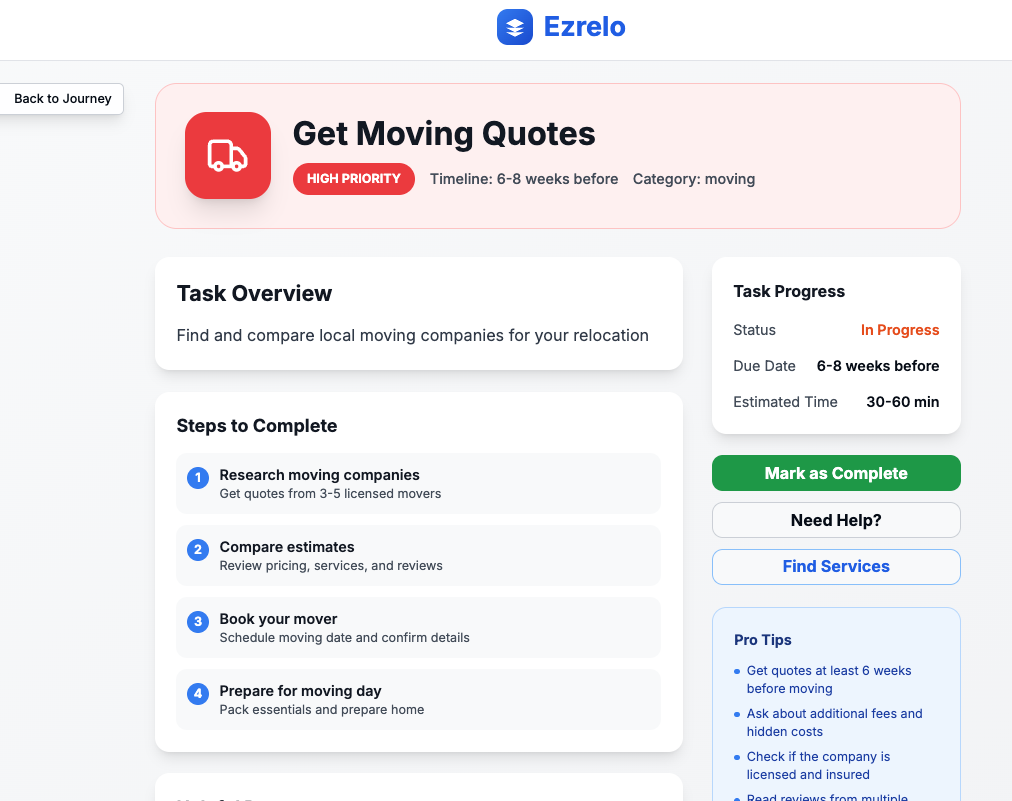 Ezrelo
Back to Journey
Get Moving Quotes
HIGH PRIORITY
Timeline: 6-8 weeks before
Category: moving
Task Overview
Find and compare local moving companies for your relocation
Steps to Complete
1
Research moving companies
Get quotes from 3-5 licensed movers
2
Compare estimates
Review pricing, services, and reviews
3
Book your mover
Schedule moving date and confirm details
4
Prepare for moving day
Pack essentials and prepare home
Task Progress
Status In Progress
Due Date 6-8 weeks before
Estimated Time 30-60 min
Mark as Complete
Need Help?
Find Services
Pro Tips
Get quotes at least 6 weeks
before moving
Ask about additional fees and
hidden costs
Check if the company is
licensed and insured
Read reviews from multiple